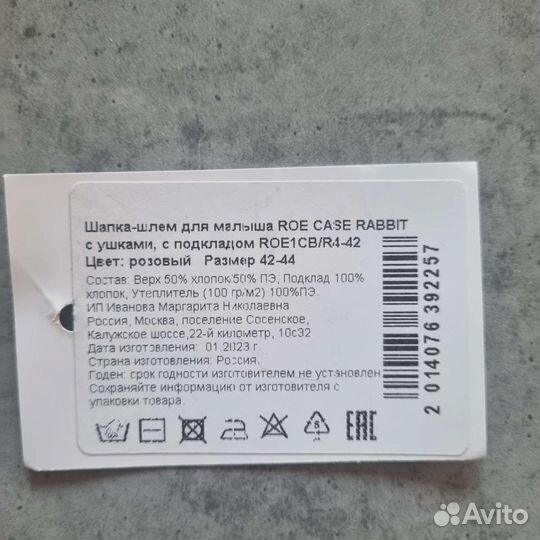 Шапка-шлем для малыша ROE CASE RABBIT
с ушками, с подкладом ROE1CB/R4-42
Цвет: розовый Размер 42-44
Состав: Верх 50% хлопок/50% ПЭ, Подклад 100%
хлопок, Утеплитель (100 гр/м2) 100%ПЭ.
ИП Иванова Маргарита Николаевна
Россия, Москва, поселение Сосенское,
Калужское шоссе,22-й километр, 10с32
Дата изготовления: 01.2023 г.
Страна изготовления: Россия.
Годен: срок годности изготовителем не установлен
Сохраняйте информацию от изготовителя с
упаковки товара.
EAC
2 014076 392257
Avito